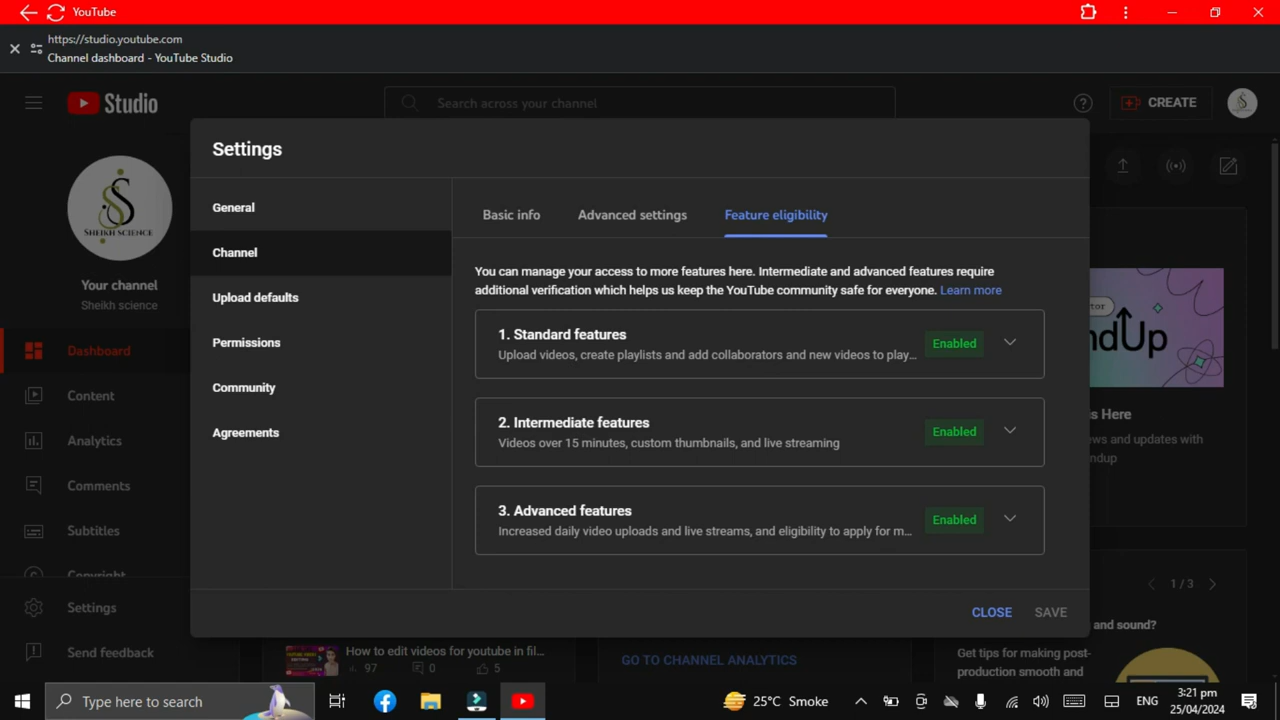 YouTube
https://studio.youtube.com
Channel dashboard - YouTube Studio
Studio
Search across your channel
CREATE
SHEIKH SCIENCE
Your channel
Sheikh science
Dashboard
Content
Analytics
Comments
Subtitles
Copyright
Settings
Send feedback
Settings
General
Channel
Upload defaults
Permissions
Community
Agreements
Basic info
Advanced settings
Feature eligibility
You can manage your access to more features here. Intermediate and advanced features require
additional verification which helps us keep the YouTube community safe for everyone. Learn more
1. Standard features
Upload videos, create playlists and add collaborators and new videos to play...
Enabled
2. Intermediate features
Videos over 15 minutes, custom thumbnails, and live streaming
Enabled
3. Advanced features
Increased daily video uploads and live streams, and eligibility to apply for m...
Enabled
CLOSE
SAVE
ndUp
s Here
ews and updates with
ndup
1 / 3
and sound?
Get tips for making post-
production smooth and
How to edit videos for youtube in fil...
97
0
5
GO TO CHANNEL ANALYTICS
Type here to search
25°C Smoke
ENG
3:21 pm
25/04/2024